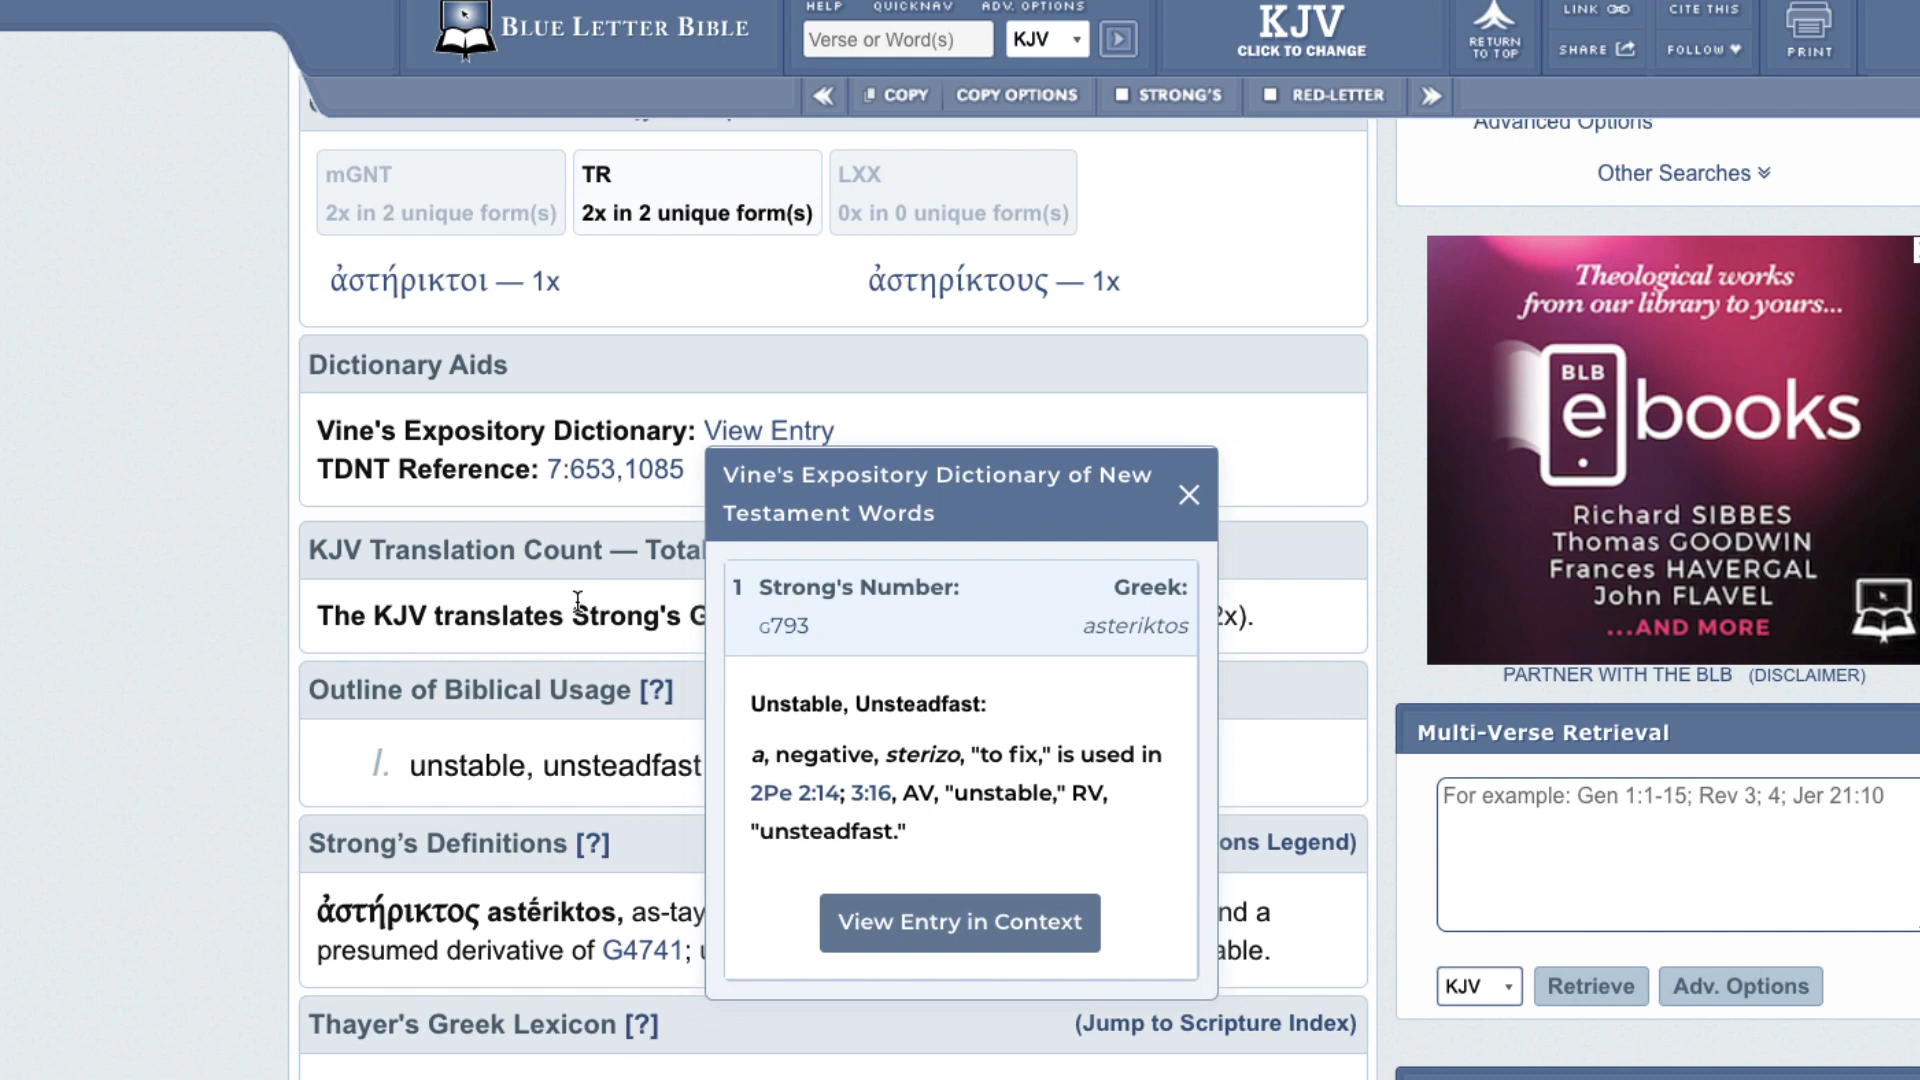 BLUE LETTER BIBLE
HELP QUICKNAV ADV. OPTIONS
Verse or Word(s)
KJV
KJV
CLICK TO CHANGE
RETURN
TO TOP
LINK
CITE THIS
SHARE
FOLLOW
PRINT
COPY
COPY OPTIONS
STRONG'S
RED-LETTER
mGNT
2x in 2 unique form(s)
TR
2x in 2 unique form(s)
LXX
0x in 0 unique form(s)
ἀστήρικτοι — 1x
ἀστηρίκτους — 1x
Dictionary Aids
Vine's Expository Dictionary: View Entry
TDNT Reference: 7:653,1085
KJV Translation Count — Total
The KJV translates Strong's G
2x).
Outline of Biblical Usage [?]
I. unstable, unsteadfast
Strong’s Definitions [?]
ons Legend)
ἀστήρικτος astḗriktos, as-tay
nd a
presumed derivative of G4741; u
able.
Thayer's Greek Lexicon [?]
(Jump to Scripture Index)
Vine's Expository Dictionary of New
Testament Words
1 Strong's Number:
Greek:
G793
asteriktos
Unstable, Unsteadfast:
a, negative, sterizo, "to fix," is used in
2Pe 2:14; 3:16, AV, "unstable," RV,
"unsteadfast."
View Entry in Context
Advanced Options
Other Searches
Theological works
from our library to yours...
BLB
ebooks
Richard SIBBES
Thomas GOODWIN
Frances HAVERGAL
John FLAVEL
...AND MORE
PARTNER WITH THE BLB (DISCLAIMER)
Multi-Verse Retrieval
For example: Gen 1:1-15; Rev 3; 4; Jer 21:10
KJV
Retrieve
Adv. Options